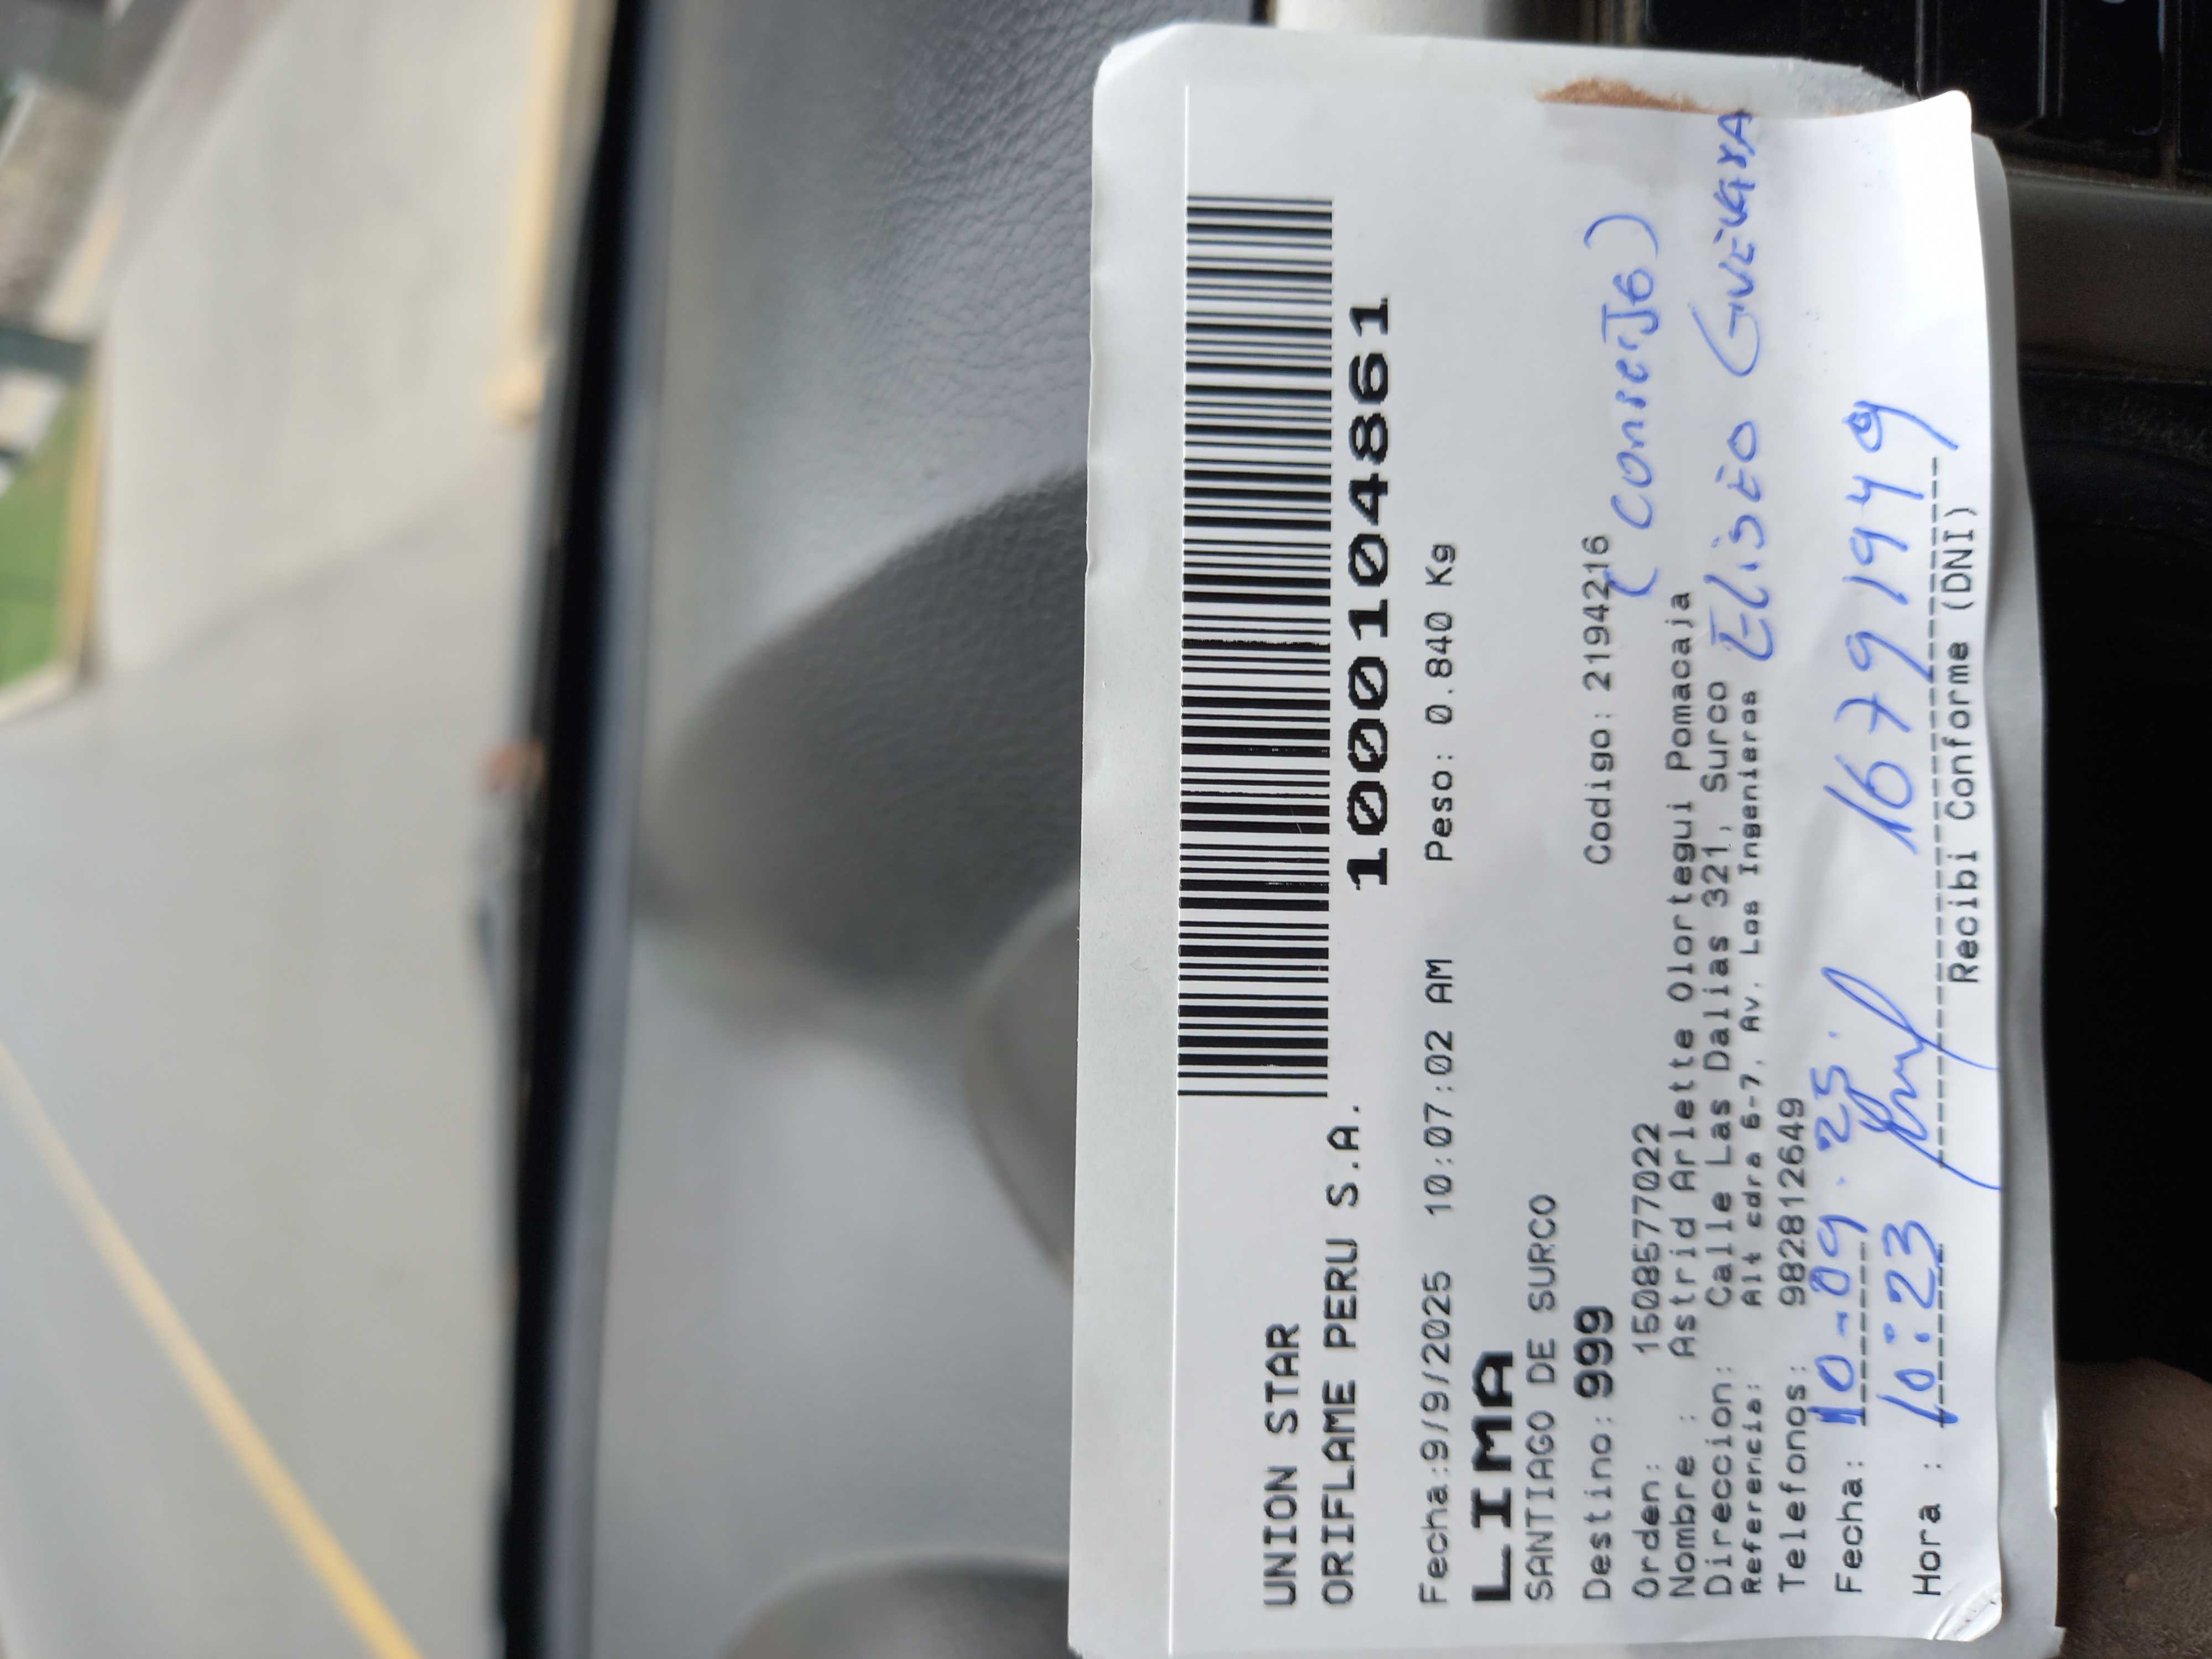 UNION STAR
ORIFLAME PERU S.A.
1000104861
Fecha:9/9/2025 10:07:02 AM Peso: 0.840 Kg
LIMA
SANTIAGO DE SURCO
Destino: 999 Codigo: 2194216
(conserJe)
Orden: 1508577022
Nombre : Astrid Arlette Olortegui Pomacaja
Direccion: Calle Las Dalias 321, Surco
Referencia: Alt cdra 6-7, Av. Los Ingenieros
Eliseo GUEVARA
Telefonos: 982812649
Fecha: 10-09.25.
Hora : 10:23 16791949
Recibi Conforme (DNI)